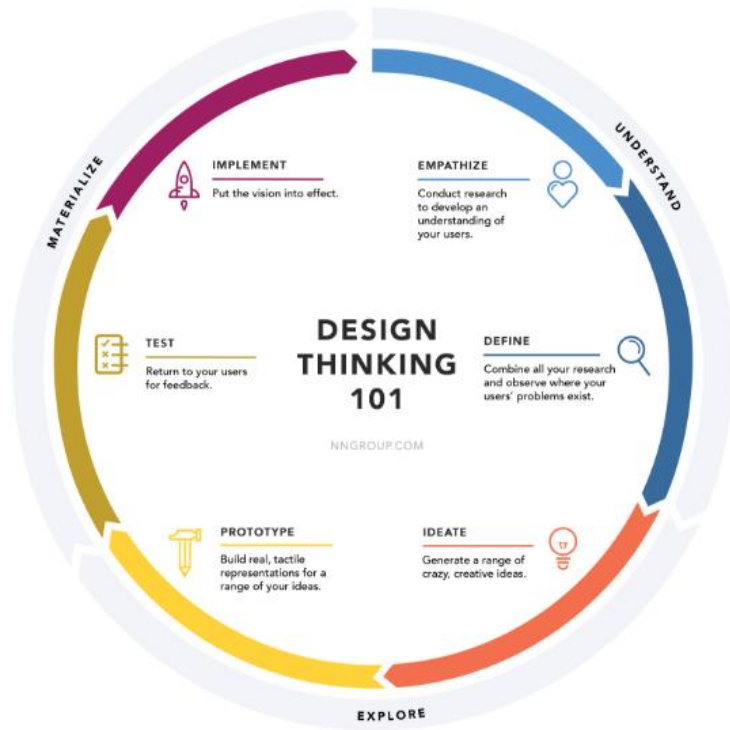 DESIGN
THINKING
101
NNGROUP.COM
UNDERSTAND
EMPATHIZE
Conduct research
to develop an
understanding of
your users.
DEFINE
Combine all your research
and observe where your
users' problems exist.
EXPLORE
IDEATE
Generate a range of
crazy, creative ideas.
PROTOTYPE
Build real, tactile
representations for a
range of your ideas.
MATERIALIZE
TEST
Return to your users
for feedback.
IMPLEMENT
Put the vision into effect.